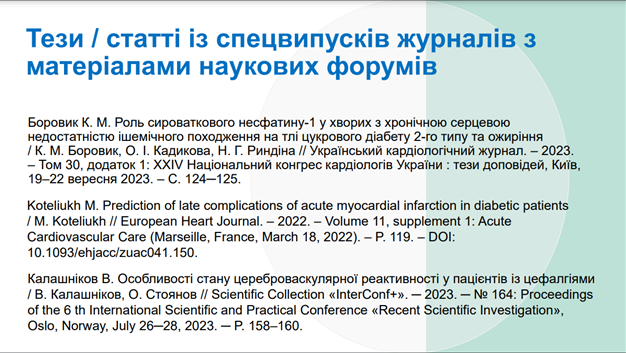 Тези / статті із спецвипусків журналів з
матеріалами наукових форумів
Боровик К. М. Роль сироваткового несфатину-1 у хворих з хронічною серцевою
недостатністю ішемічного походження на тлі цукрового діабету 2-го типу та ожиріння
/ К. М. Боровик, О. І. Кадикова, Н. Г. Риндіна // Український кардіологічний журнал. – 2023.
– Том 30, додаток 1: XXIV Національний конгрес кардіологів України : тези доповідей, Київ,
19–22 вересня 2023. – С. 124─125.
Koteliukh M. Prediction of late complications of acute myocardial infarction in diabetic patients
/ M. Koteliukh // European Heart Journal. – 2022. – Volume 11, supplement 1: Acute
Cardiovascular Care (Marseille, France, March 18, 2022). – P. 119. – DOI:
10.1093/ehjacc/zuac041.150.
Калашніков В. Особливості стану цереброваскулярної реактивності у пацієнтів із цефалгіями
/ В. Калашніков, О. Стоянов // Scientific Collection «InterConf+». ─ 2023. ─ № 164: Proceedings
of the 6 th International Scientific and Practical Conference «Recent Scientific Investigation»,
Oslo, Norway, July 26─28, 2023. ─ P. 158–160.